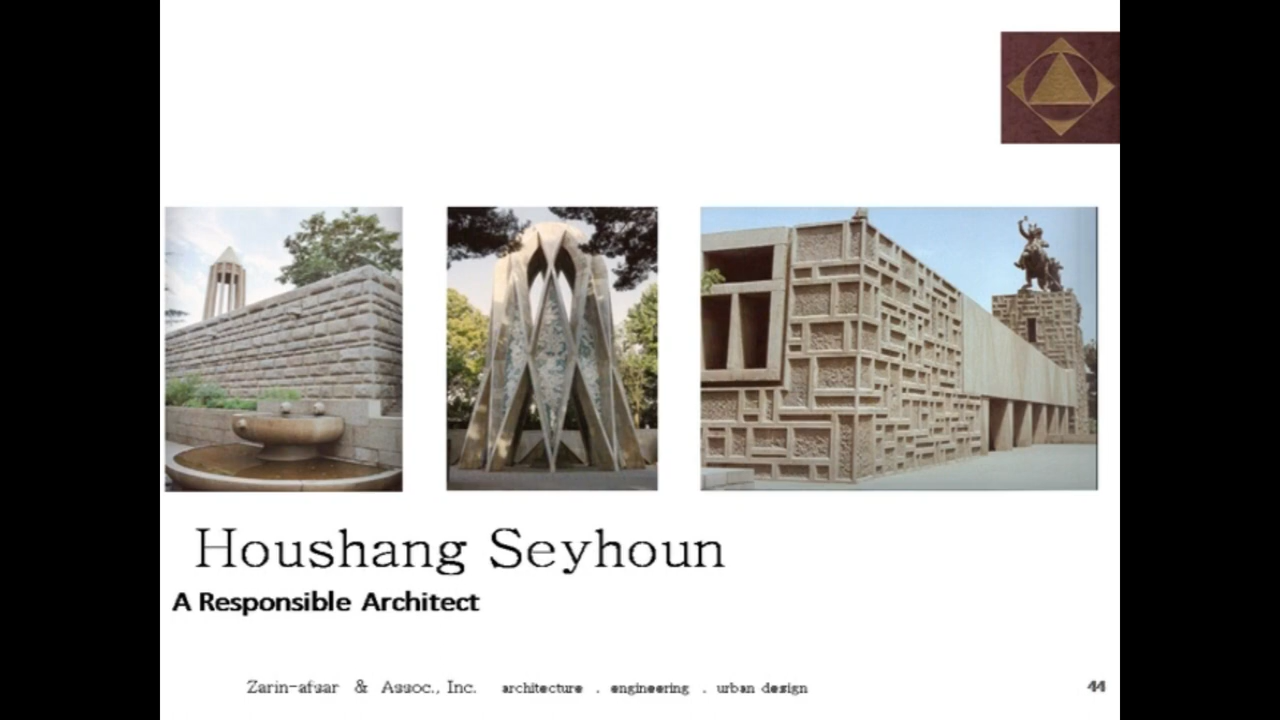 Houshang Seyhoun
A Responsible Architect
Zarin-afsar & Assoc., Inc. architecture . engineering . urban design 44